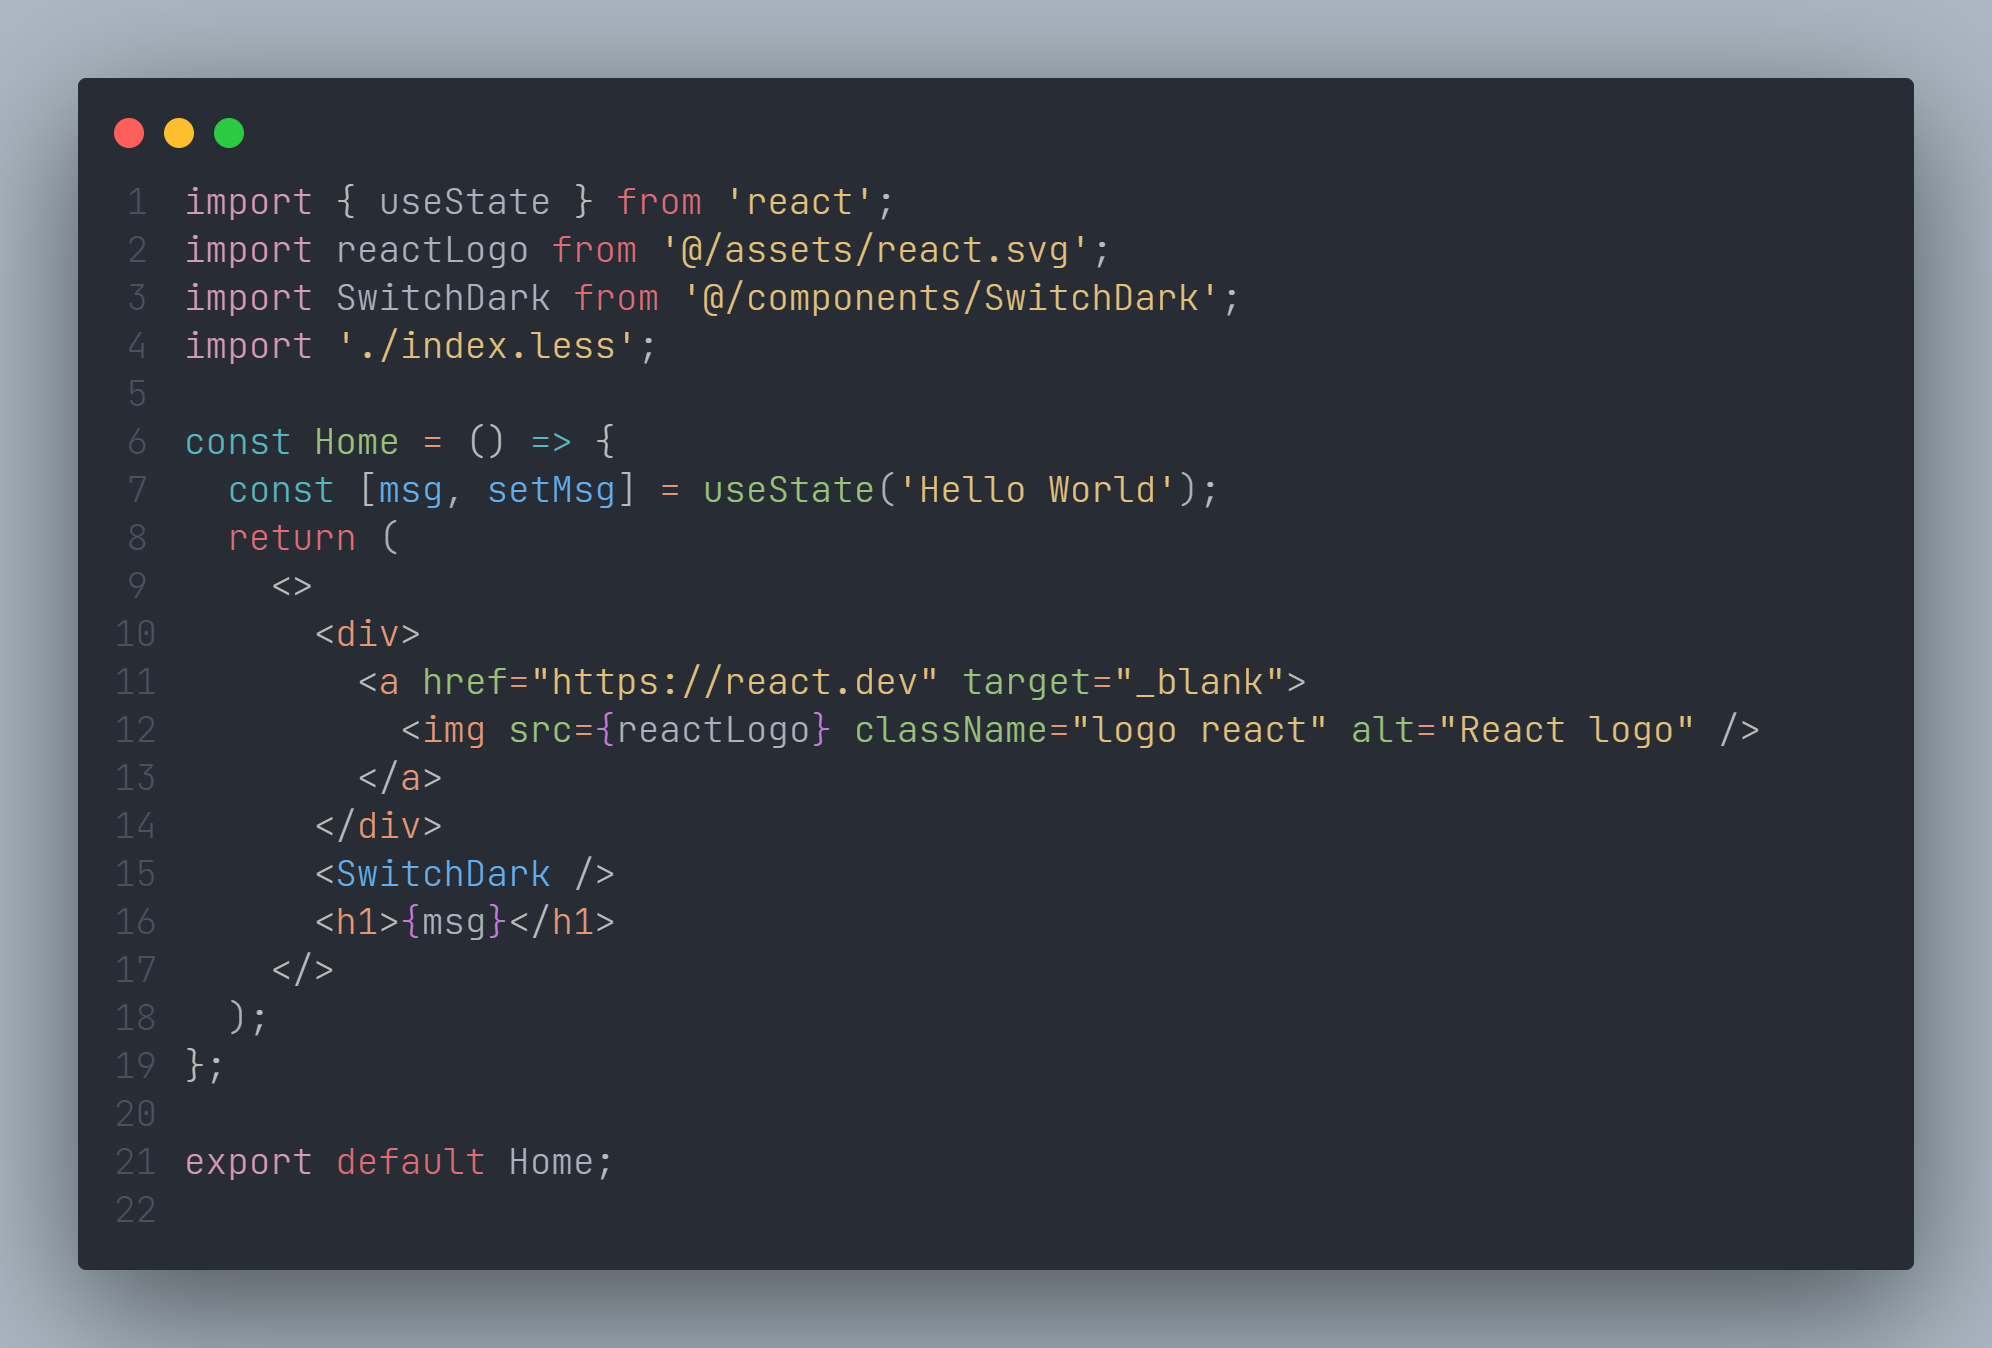 1 import { useState } from 'react';
2 import reactLogo from '@/assets/react.svg';
3 import SwitchDark from '@/components/SwitchDark';
4 import './index.less';
5
6 const Home = () => {
7   const [msg, setMsg] = useState('Hello World');
8   return (
9     <>
10       <div>
11         <a href="https://react.dev" target="_blank">
12           <img src={reactLogo} className="logo react" alt="React logo" />
13         </a>
14       </div>
15       <SwitchDark />
16       <h1>{msg}</h1>
17     </>
18   );
19 };
20
21 export default Home;
22